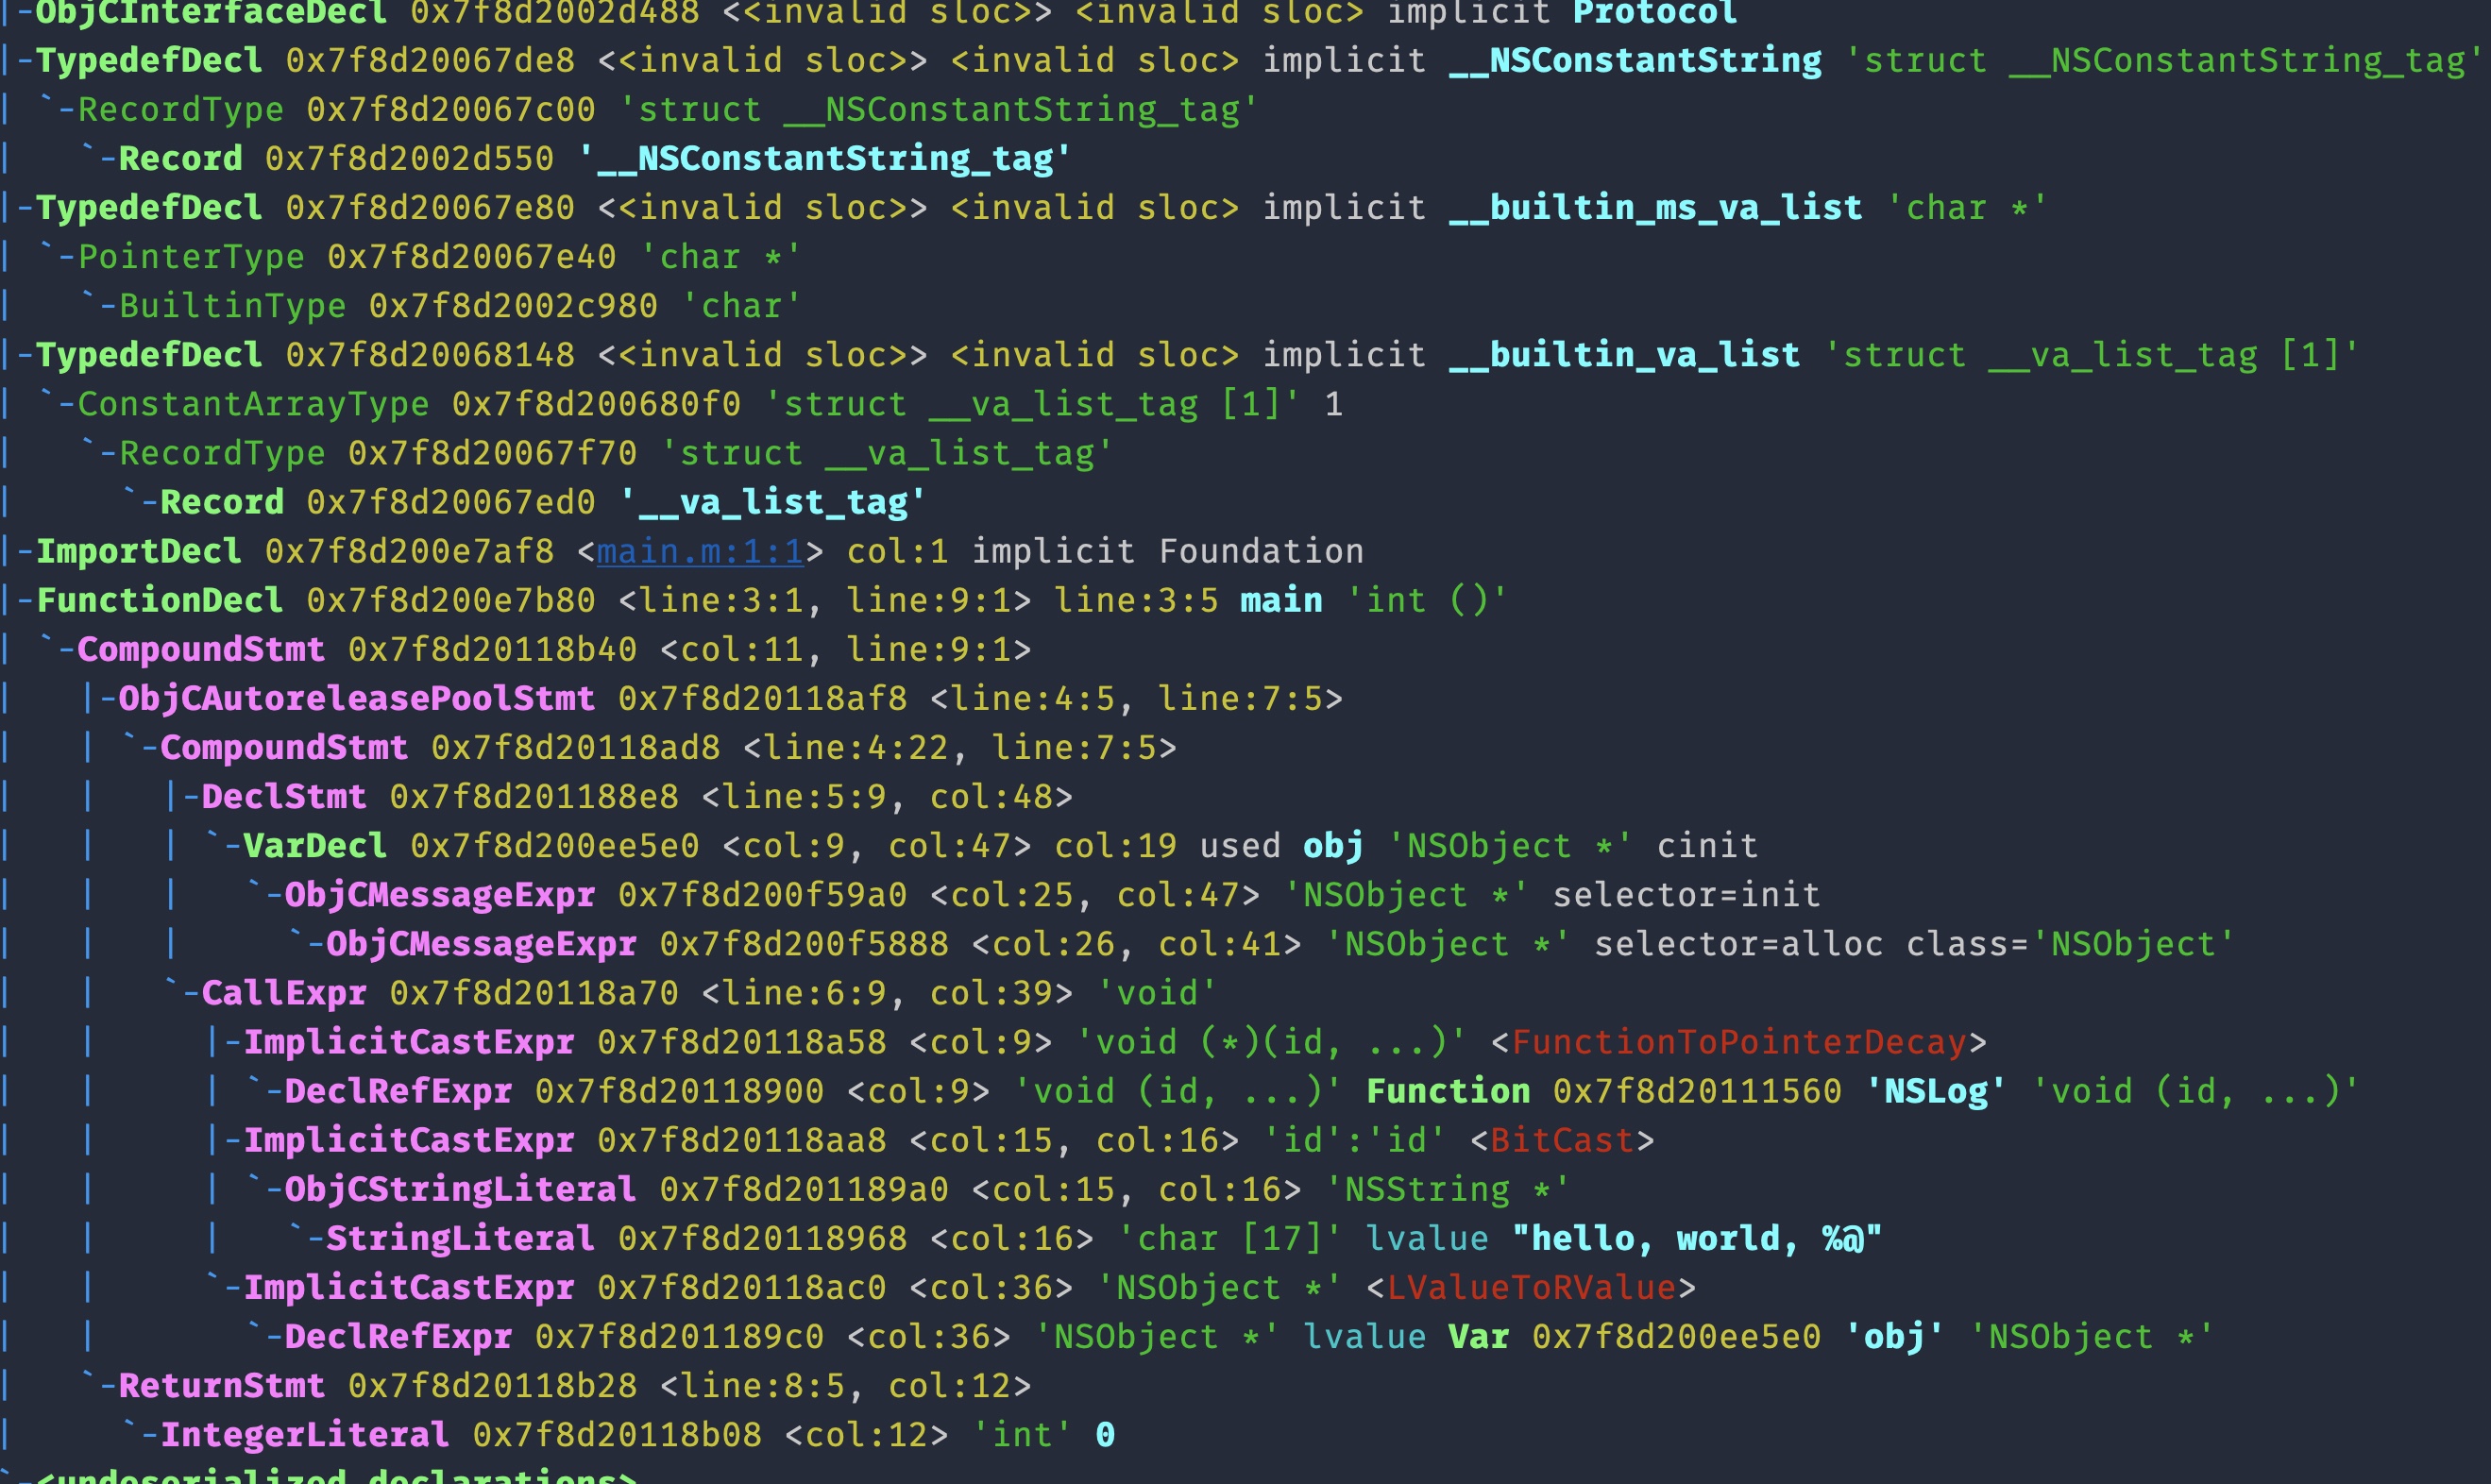 |-ObjCInterfaceDecl 0x7f8d2002d488 <<invalid sloc>> <invalid sloc> implicit Protocol
|-TypedefDecl 0x7f8d20067de8 <<invalid sloc>> <invalid sloc> implicit __NSConstantString 'struct __NSConstantString_tag'
| `-RecordType 0x7f8d20067c00 'struct __NSConstantString_tag'
|   `-Record 0x7f8d2002d550 '__NSConstantString_tag'
|-TypedefDecl 0x7f8d20067e80 <<invalid sloc>> <invalid sloc> implicit __builtin_ms_va_list 'char *'
| `-PointerType 0x7f8d20067e40 'char *'
|   `-BuiltinType 0x7f8d2002c980 'char'
|-TypedefDecl 0x7f8d20068148 <<invalid sloc>> <invalid sloc> implicit __builtin_va_list 'struct __va_list_tag [1]'
| `-ConstantArrayType 0x7f8d200680f0 'struct __va_list_tag [1]' 1
|   `-RecordType 0x7f8d20067f70 'struct __va_list_tag'
|     `-Record 0x7f8d20067ed0 '__va_list_tag'
|-ImportDecl 0x7f8d200e7af8 <main.m:1:1> col:1 implicit Foundation
|-FunctionDecl 0x7f8d200e7b80 <line:3:1, line:9:1> line:3:5 main 'int ()'
| `-CompoundStmt 0x7f8d20118b40 <col:11, line:9:1>
|   |-ObjCAutoreleasePoolStmt 0x7f8d20118af8 <line:4:5, line:7:5>
|   | `-CompoundStmt 0x7f8d20118ad8 <line:4:22, line:7:5>
|   |   |-DeclStmt 0x7f8d201188e8 <line:5:9, col:48>
|   |   | `-VarDecl 0x7f8d200ee5e0 <col:9, col:47> col:19 used obj 'NSObject *' cinit
|   |   |   `-ObjCMessageExpr 0x7f8d200f59a0 <col:25, col:47> 'NSObject *' selector=init
|   |   |     `-ObjCMessageExpr 0x7f8d200f5888 <col:26, col:41> 'NSObject *' selector=alloc class='NSObject'
|   |   `-CallExpr 0x7f8d20118a70 <line:6:9, col:39> 'void'
|   |     |-ImplicitCastExpr 0x7f8d20118a58 <col:9> 'void (*)(id, ...)' <FunctionToPointerDecay>
|   |     | `-DeclRefExpr 0x7f8d20118900 <col:9> 'void (id, ...)' Function 0x7f8d20111560 'NSLog' 'void (id, ...)'
|   |     |-ImplicitCastExpr 0x7f8d20118aa8 <col:15, col:16> 'id':'id' <BitCast>
|   |     | `-ObjCStringLiteral 0x7f8d201189a0 <col:15, col:16> 'NSString *'
|   |     |   `-StringLiteral 0x7f8d20118968 <col:16> 'char [17]' lvalue "hello, world, %@"
|   |     `-ImplicitCastExpr 0x7f8d20118ac0 <col:36> 'NSObject *' <LValueToRValue>
|   |       `-DeclRefExpr 0x7f8d201189c0 <col:36> 'NSObject *' lvalue Var 0x7f8d200ee5e0 'obj' 'NSObject *'
|   `-ReturnStmt 0x7f8d20118b28 <line:8:5, col:12>
|     `-IntegerLiteral 0x7f8d20118b08 <col:12> 'int' 0
`-<undeserialized declarations>